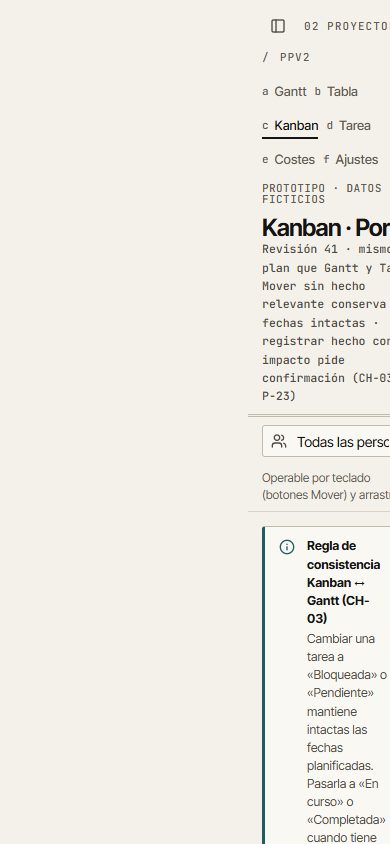 02 PROYECTO
/ PPV2
a Gantt b Tabla
c Kanban d Tarea
e Costes f Ajustes
PROTOTIPO · DATOS
FICTICIOS
Kanban · Por
Revisión 41 · mismo
plan que Gantt y Ta
Mover sin hecho
relevante conserva
fechas intactas ·
registrar hecho con
impacto pide
confirmación (CH-03
P-23)
Todas las perso
Operable por teclado
(botones Mover) y arrastr
Regla de
consistencia
Kanban ↔
Gantt (CH-
03)
Cambiar una
tarea a
«Bloqueada» o
«Pendiente»
mantiene
intactas las
fechas
planificadas.
Pasarla a «En
curso» o
«Completada»
cuando tiene